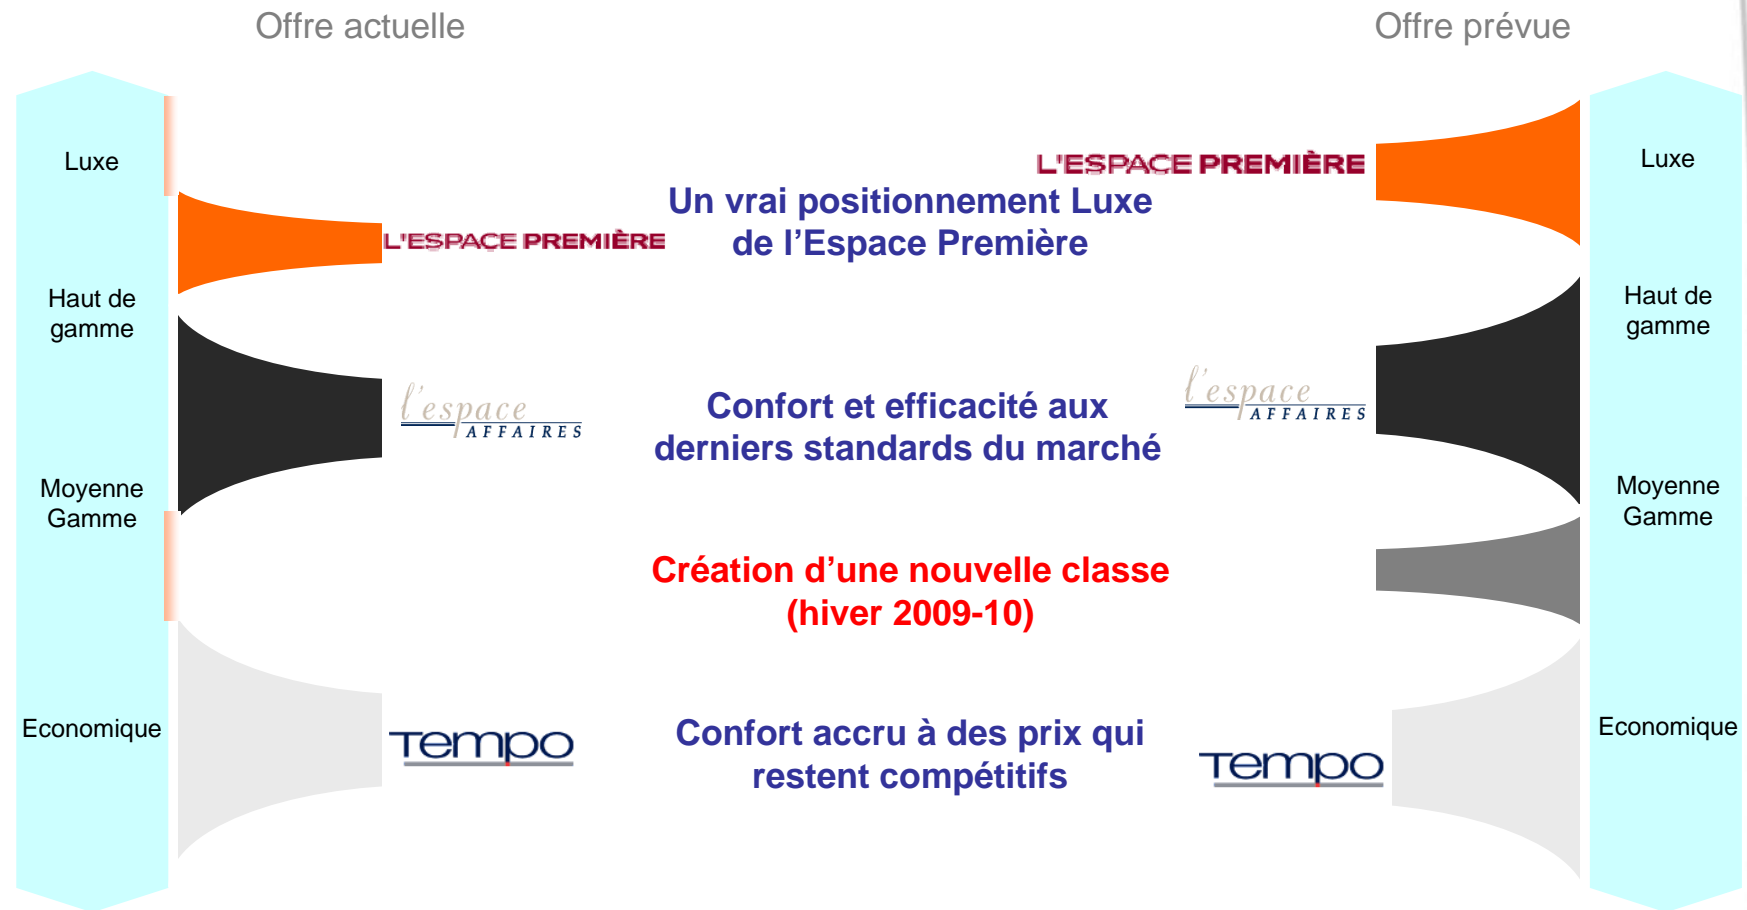 Offre actuelle
Offre prévue
Luxe
Haut de
gamme
Moyenne
Gamme
Economique
L'ESPACE PREMIÈRE
l'espace
AFFAIRES
Tempo
Un vrai positionnement Luxe
de l’Espace Première
Confort et efficacité aux
derniers standards du marché
Création d’une nouvelle classe
(hiver 2009-10)
Confort accru à des prix qui
restent compétitifs
L'ESPACE PREMIÈRE
l'espace
AFFAIRES
Tempo
Luxe
Haut de
gamme
Moyenne
Gamme
Economique